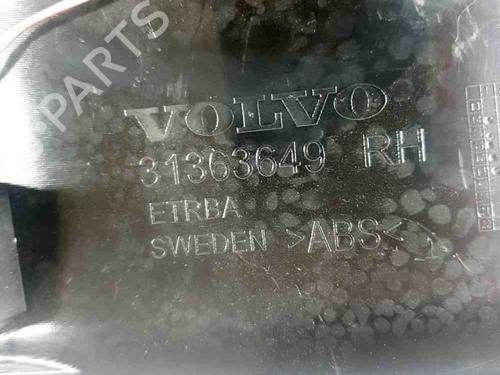 PARTS
VOLVO
31363649 RH
ETRBA
SWEDEN >ABS<